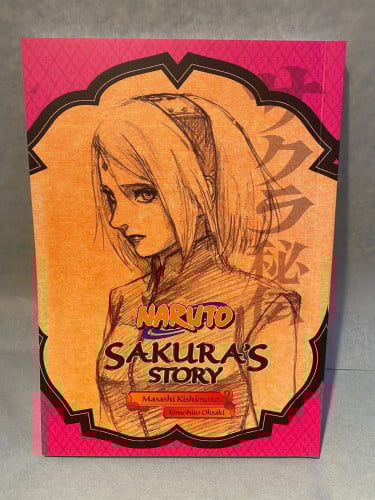 サクラ秘伝
NARUTO
SAKURA'S
STORY
Masashi Kishimoto
Tomohito Ohsaki